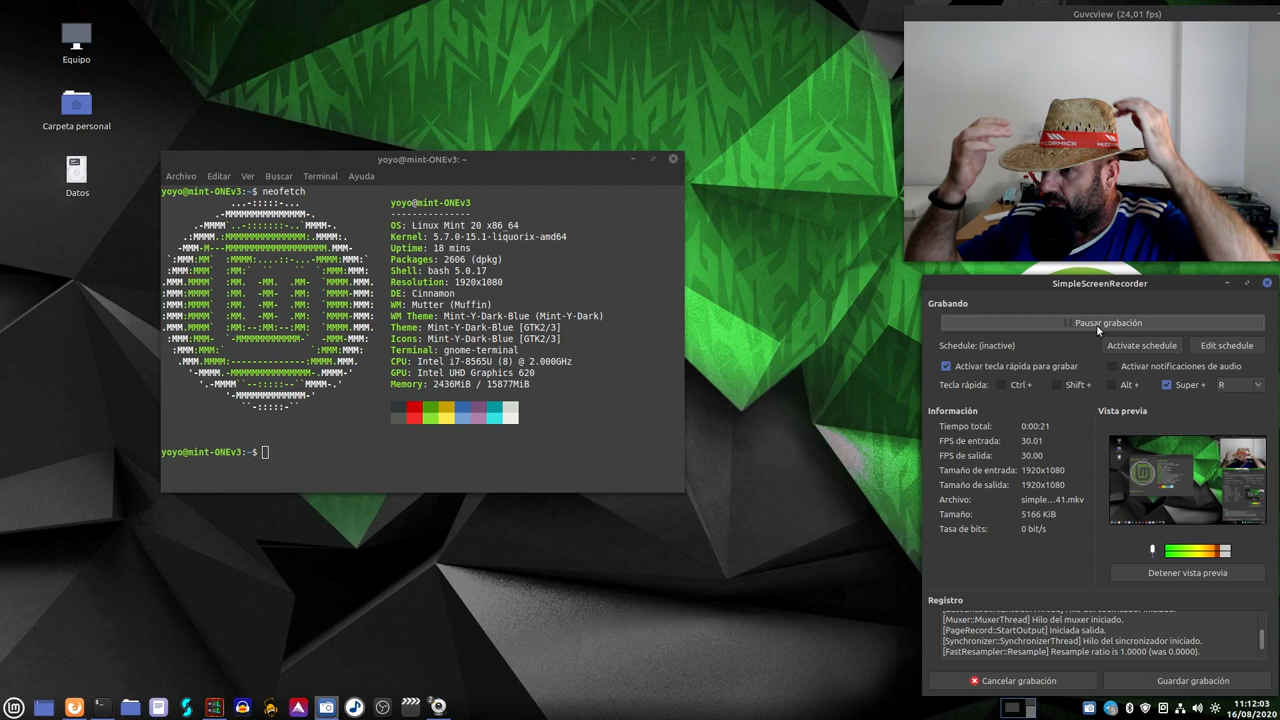 Equipo
Carpeta personal
Datos
yoyo@mint-ONEv3: ~
Archivo Editar Ver Buscar Terminal Ayuda
yoyo@mint-ONEv3:~$ neofetch
yoyo@mint-ONEv3
---------------
OS: Linux Mint 20 x86_64
Kernel: 5.7.0-15.1-liquorix-amd64
Uptime: 18 mins
Packages: 2606 (dpkg)
Shell: bash 5.0.17
Resolution: 1920x1080
DE: Cinnamon
WM: Mutter (Muffin)
WM Theme: Mint-Y-Dark-Blue (Mint-Y-Dark)
Theme: Mint-Y-Dark-Blue [GTK2/3]
Icons: Mint-Y-Dark-Blue [GTK2/3]
Terminal: gnome-terminal
CPU: Intel i7-8565U (8) @ 2.000GHz
GPU: Intel UHD Graphics 620
Memory: 2436MiB / 15877MiB
yoyo@mint-ONEv3:~$
Guvcview (24,01 fps)
SimpleScreenRecorder
Grabando
Pausar grabación
Schedule: (inactive) Activate schedule Edit schedule
Activar tecla rápida para grabar Activar notificaciones de audio
Tecla rápida: Ctrl + Shift + Alt + Super + R
Información
Tiempo total: 0:00:21
FPS de entrada: 30.01
FPS de salida: 30.00
Tamaño de entrada: 1920x1080
Tamaño de salida: 1920x1080
Archivo: simple...41.mkv
Tamaño: 5166 KiB
Tasa de bits: 0 bit/s
Vista previa
Detener vista previa
Registro
[Muxer::MuxerThread] Hilo del muxer iniciado.
[PageRecord::StartOutput] Iniciada salida.
[Synchronizer::SynchronizerThread] Hilo del sincronizador iniciado.
[FastResampler::Resample] Resample ratio is 1.0000 (was 0.0000).
Cancelar grabación Guardar grabación
11:12:03
16/08/2020